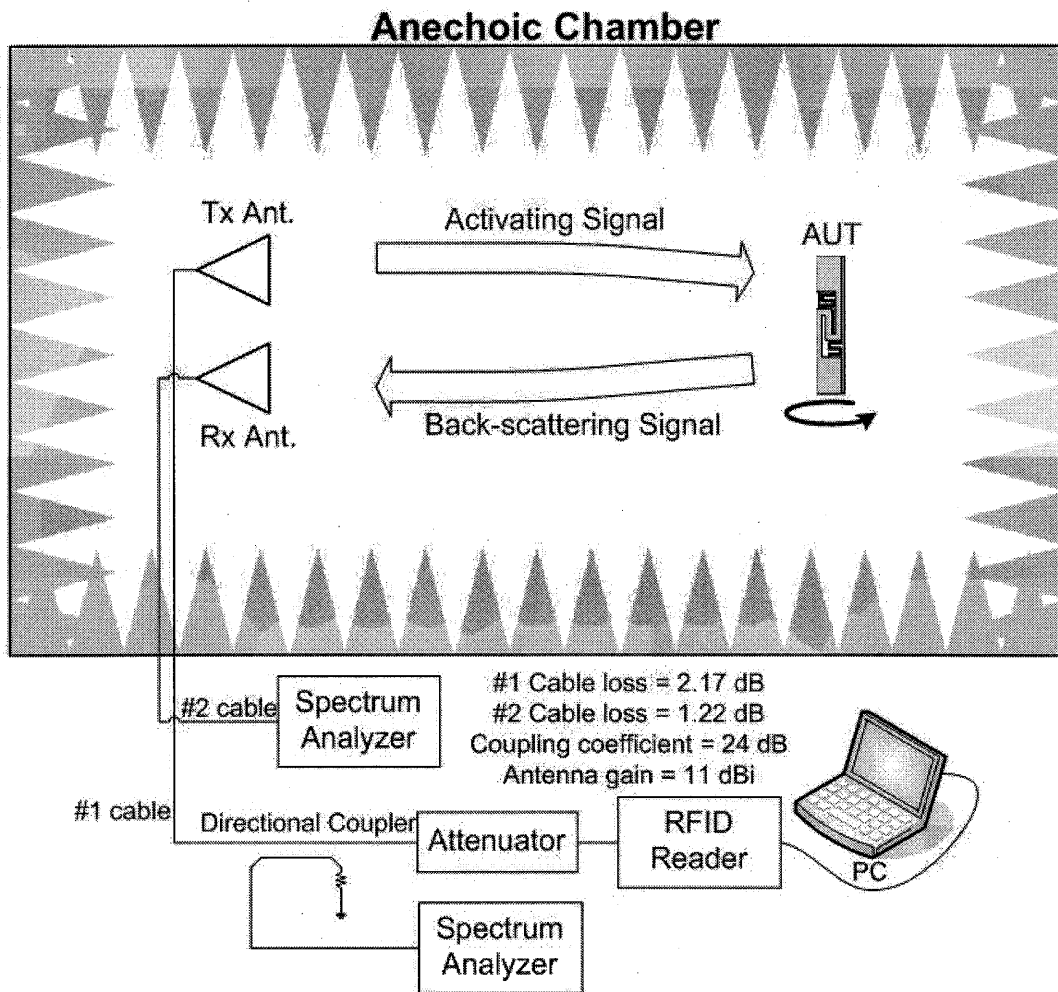 Anechoic Chamber
Tx Ant.
Activating Signal
AUT
Rx Ant.
Back-scattering Signal
#2 cable
Spectrum
Analyzer
#1 Cable loss = 2.17 dB
#2 Cable loss = 1.22 dB
Coupling coefficient = 24 dB
Antenna gain = 11 dBi
#1 cable
Directional Coupler
Attenuator
RFID
Reader
PC
Spectrum
Analyzer